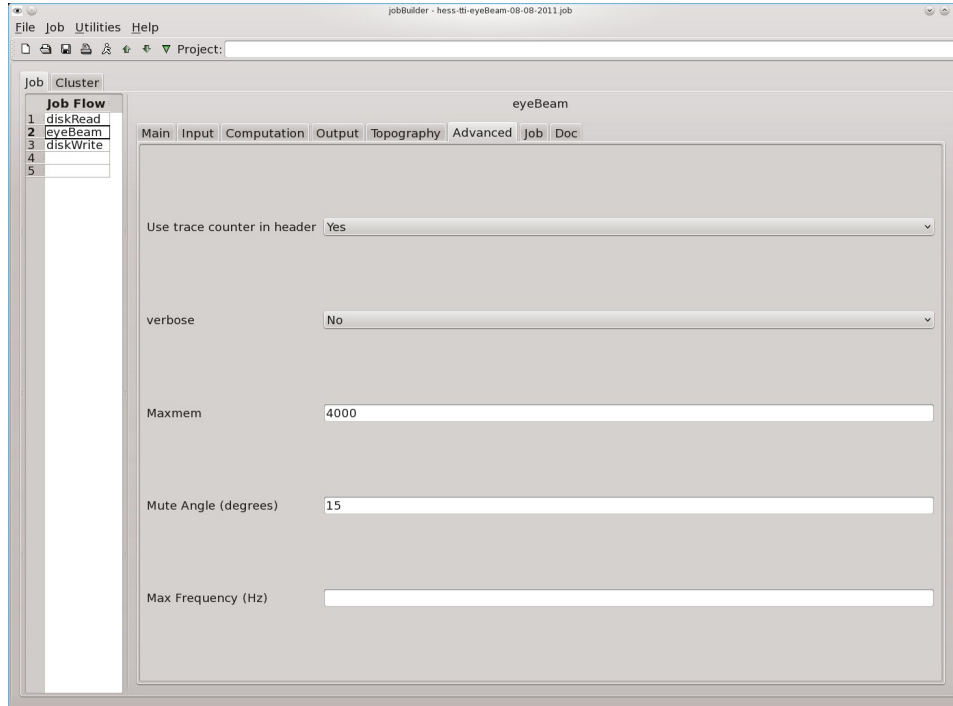 jobBuilder - hess-tti-eyeBeam-08-08-2011.job
File Job Utilities Help
Project:
Job Cluster
Job Flow
eyeBeam
1 diskRead
2 eyeBeam
3 diskWrite
4
5
Main Input Computation Output Topography Advanced Job Doc
Use trace counter in header Yes
verbose No
Maxmem 4000
Mute Angle (degrees) 15
Max Frequency (Hz)